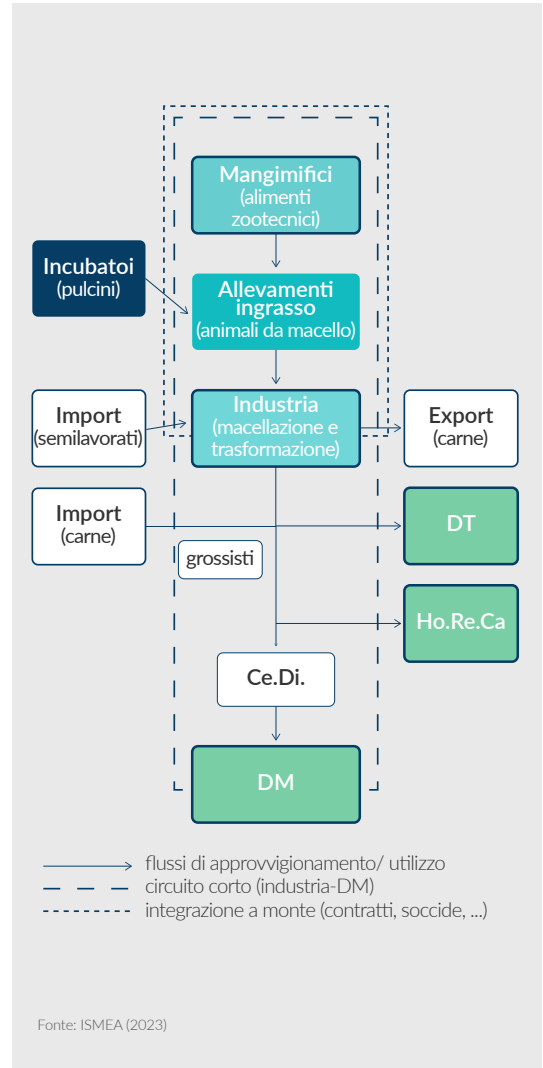 Mangimifici
(alimenti
zootecnici)
Incubatoi
(pulcini)
Allevamenti
ingrasso
(animali da macello)
Import
(semilavorati)
Industria
(macellazione e
trasformazione)
Export
(carne)
Import
(carne)
DT
grossisti
Ho.Re.Ca
Ce.Di.
DM
flussi di approvvigionamento/ utilizzo
circuito corto (industria-DM)
integrazione a monte (contratti, soccide, ...)
Fonte: ISMEA (2023)